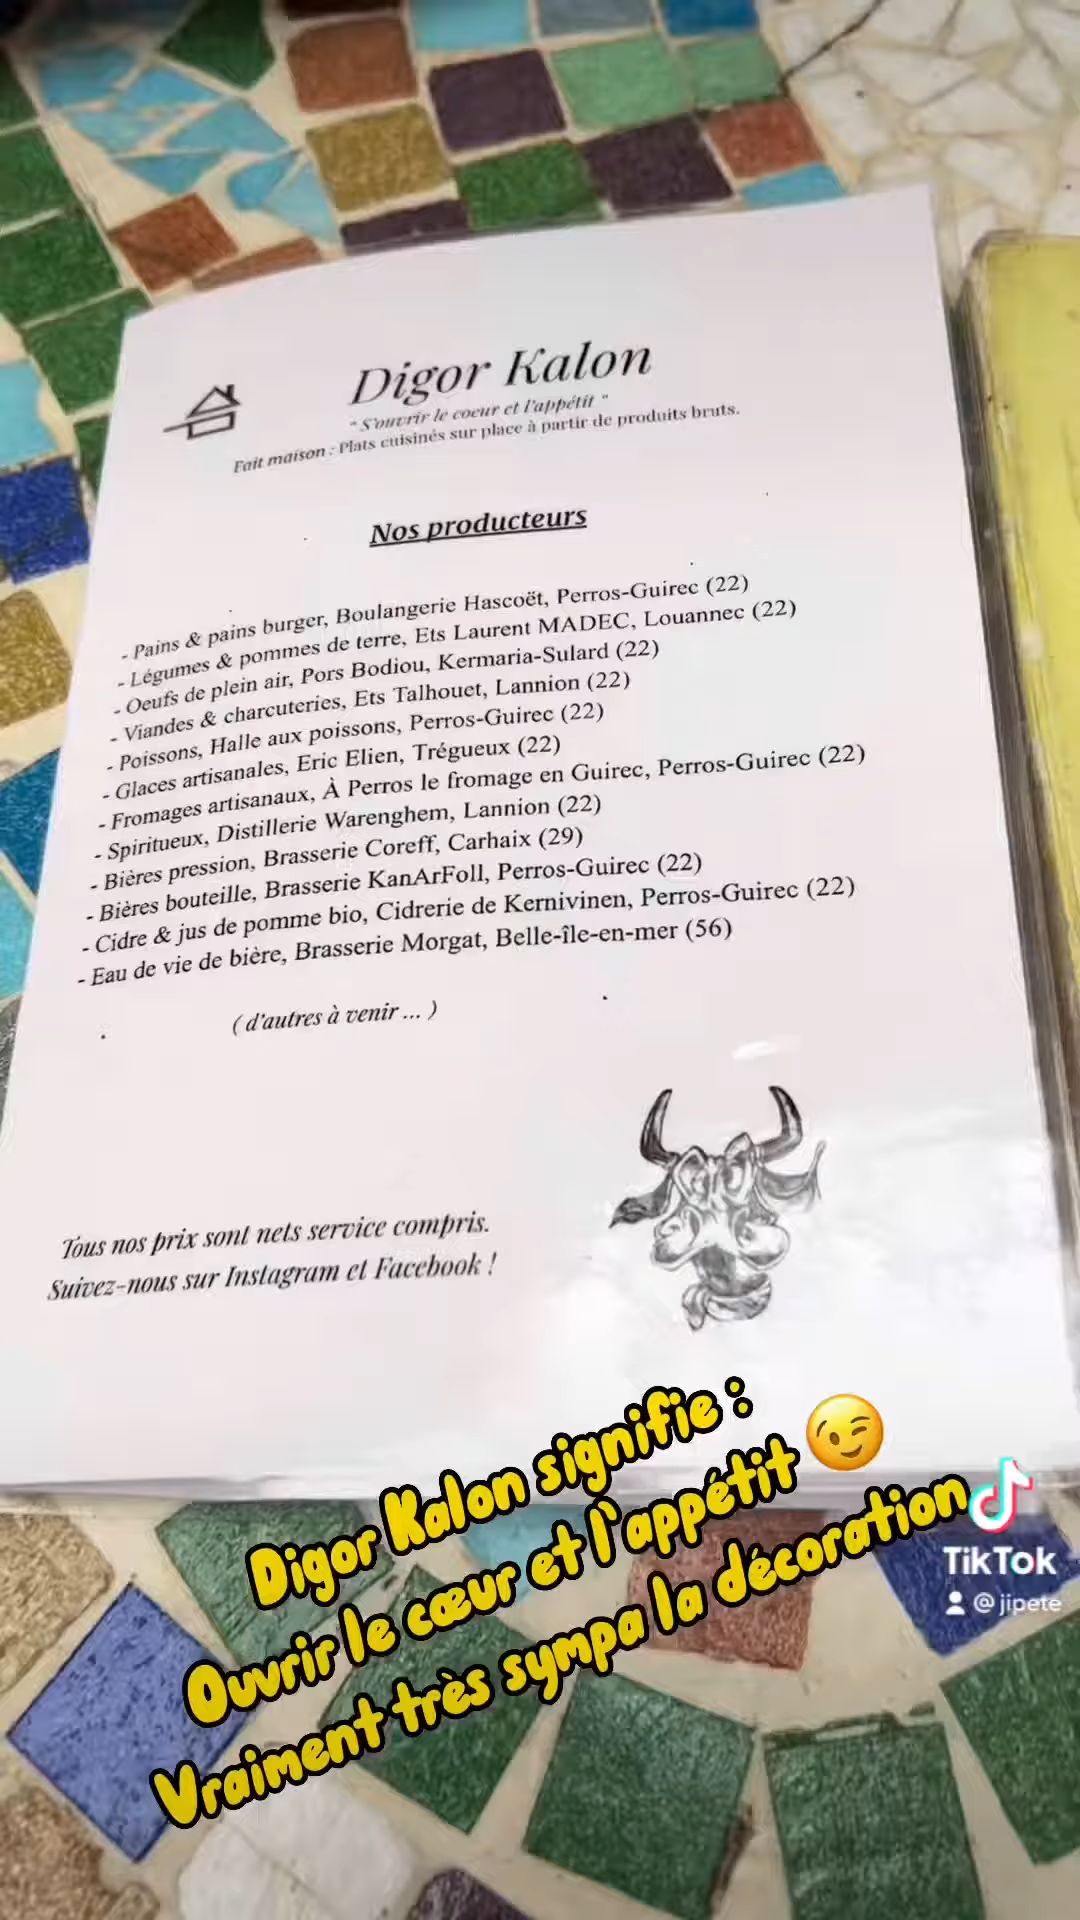 Digor Kalon
" S'ouvrir le coeur et l'appétit "
Fait maison : Plats cuisinés sur place à partir de produits bruts.
Nos producteurs
- Pains & pains burger, Boulangerie Hascoët, Perros-Guirec (22)
- Légumes & pommes de terre, Ets Laurent MADEC, Louannec (22)
- Oeufs de plein air, Pors Bodiou, Kermaria-Sulard (22)
- Viandes & charcuteries, Ets Talhouet, Lannion (22)
- Poissons, Halle aux poissons, Perros-Guirec (22)
- Glaces artisanales, Eric Elien, Trégueux (22)
- Fromages artisanaux, À Perros le fromage en Guirec, Perros-Guirec (22)
- Spiritueux, Distillerie Warenghem, Lannion (22)
- Bières pression, Brasserie Coreff, Carhaix (29)
- Bières bouteille, Brasserie KanArFoll, Perros-Guirec (22)
- Cidre & jus de pomme bio, Cidrerie de Kernivinen, Perros-Guirec (22)
- Eau de vie de bière, Brasserie Morgat, Belle-île-en-mer (56)
( d'autres à venir ... )
Tous nos prix sont nets service compris.
Suivez-nous sur Instagram et Facebook !
Digor Kalon signifie :
Ouvrir le cœur et l'appétit 😉
Vraiment très sympa la décoration
TikTok
@jipete